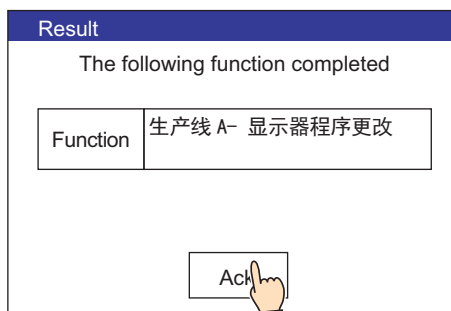 Result
The following function completed
Function
生产线 A- 显示器程序更改
Ack